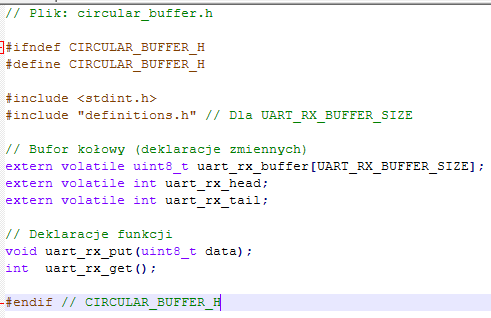 // Plik: circular_buffer.h
#ifndef CIRCULAR_BUFFER_H
#define CIRCULAR_BUFFER_H
#include <stdint.h>
#include "definitions.h" // Dla UART_RX_BUFFER_SIZE
// Bufor kołowy (deklaracje zmiennych)
extern volatile uint8_t uart_rx_buffer[UART_RX_BUFFER_SIZE];
extern volatile int uart_rx_head;
extern volatile int uart_rx_tail;
// Deklaracje funkcji
void uart_rx_put(uint8_t data);
int  uart_rx_get();
#endif // CIRCULAR_BUFFER_H